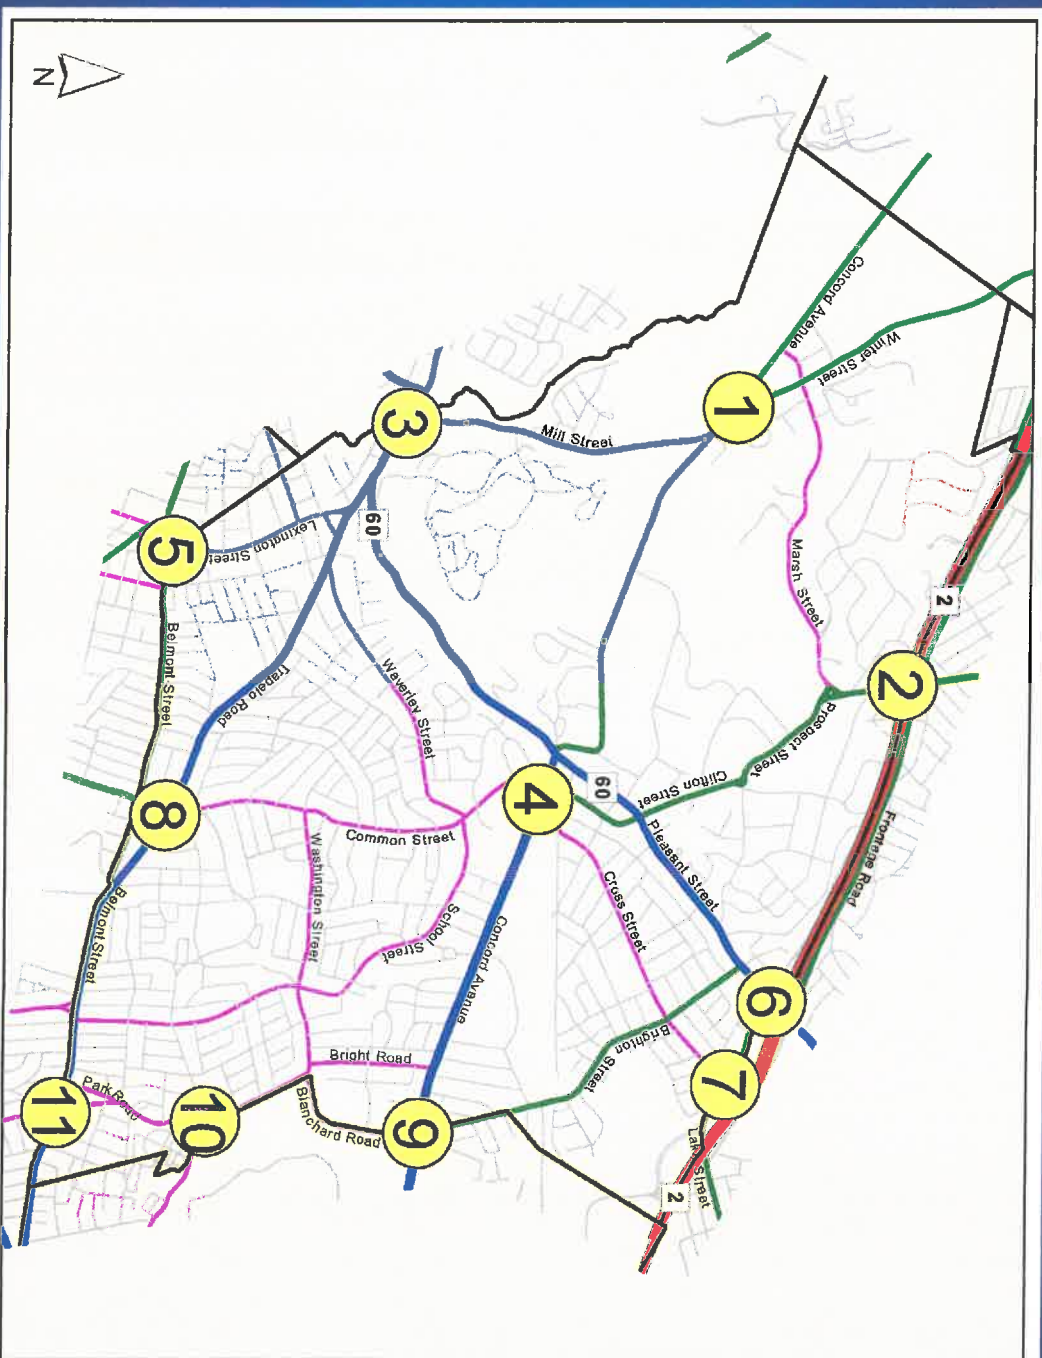 N
Concord Avenue
Winter Street
1
3
Mill Street
Marsh Street
2
60
Lexington Street
5
2
Belmont Street
Trapelo Road
Waverley Street
Prospect Street
Clifton Street
60
4
8
Common Street
Washington Street
Pleasant Street
Frontage Road
Cross Street
School Street
Concord Avenue
Belmont Street
6
Brighton
Street
Bright Road
7
Park Road
11
10
Blanchard Road
9
Lake Street
2